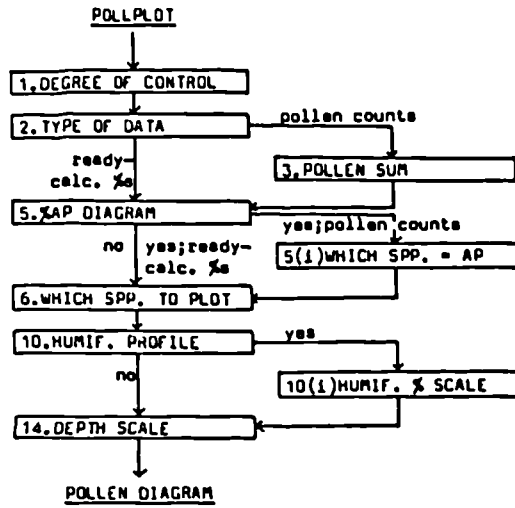 POLLPLOT
1.DEGREE OF CONTROL
2.TYPE OF DATA
pollen counts
ready-
calc. %s
3.POLLEN SUM
5.%AP DIAGRAM
yes;pollen counts
no
yes;ready-
calc. %s
5(i)WHICH SPP. = AP
6.WHICH SPP. TO PLOT
10.HUMIF. PROFILE
yes
no
10(i)HUMIF. % SCALE
14.DEPTH SCALE
POLLEN DIAGRAM